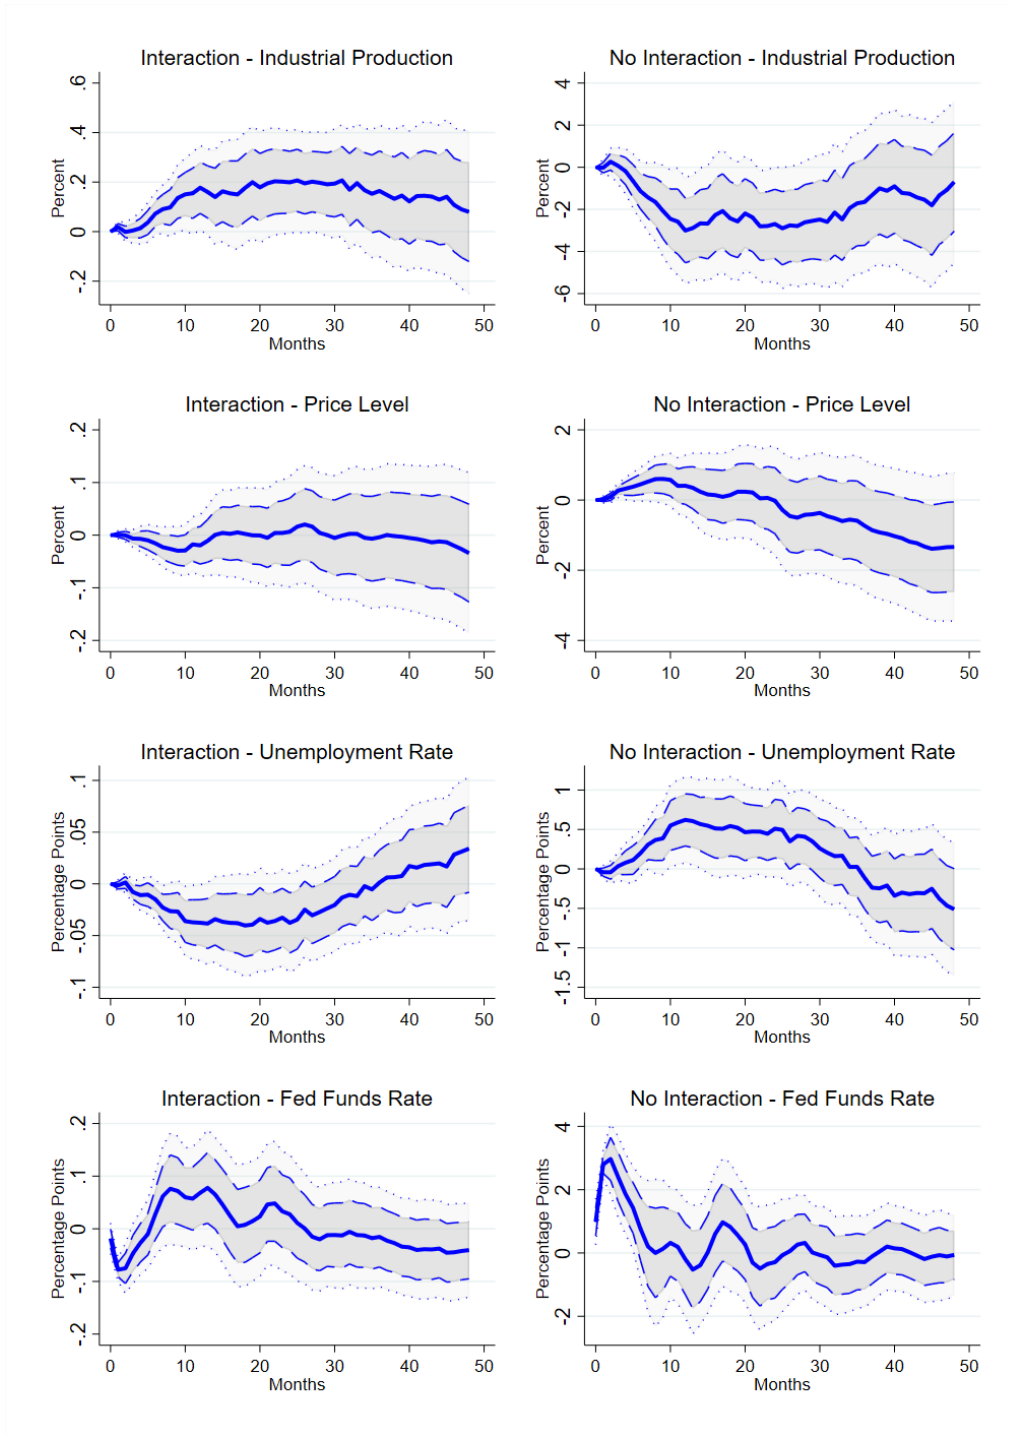 Interaction - Industrial Production
Percent
.6
.4
.2
0
-.2
0 10 20 30 40 50
Months
No Interaction - Industrial Production
Percent
4
2
0
-2
-4
-6
0 10 20 30 40 50
Months
Interaction - Price Level
Percent
.2
.1
0
-.1
-.2
0 10 20 30 40 50
Months
No Interaction - Price Level
Percent
2
0
-2
-4
0 10 20 30 40 50
Months
Interaction - Unemployment Rate
Percentage Points
.1
.05
0
-.05
-.1
0 10 20 30 40 50
Months
No Interaction - Unemployment Rate
Percentage Points
1
.5
0
-.5
-1
-1.5
0 10 20 30 40 50
Months
Interaction - Fed Funds Rate
Percentage Points
.2
.1
0
-.1
-.2
0 10 20 30 40 50
Months
No Interaction - Fed Funds Rate
Percentage Points
4
2
0
-2
0 10 20 30 40 50
Months